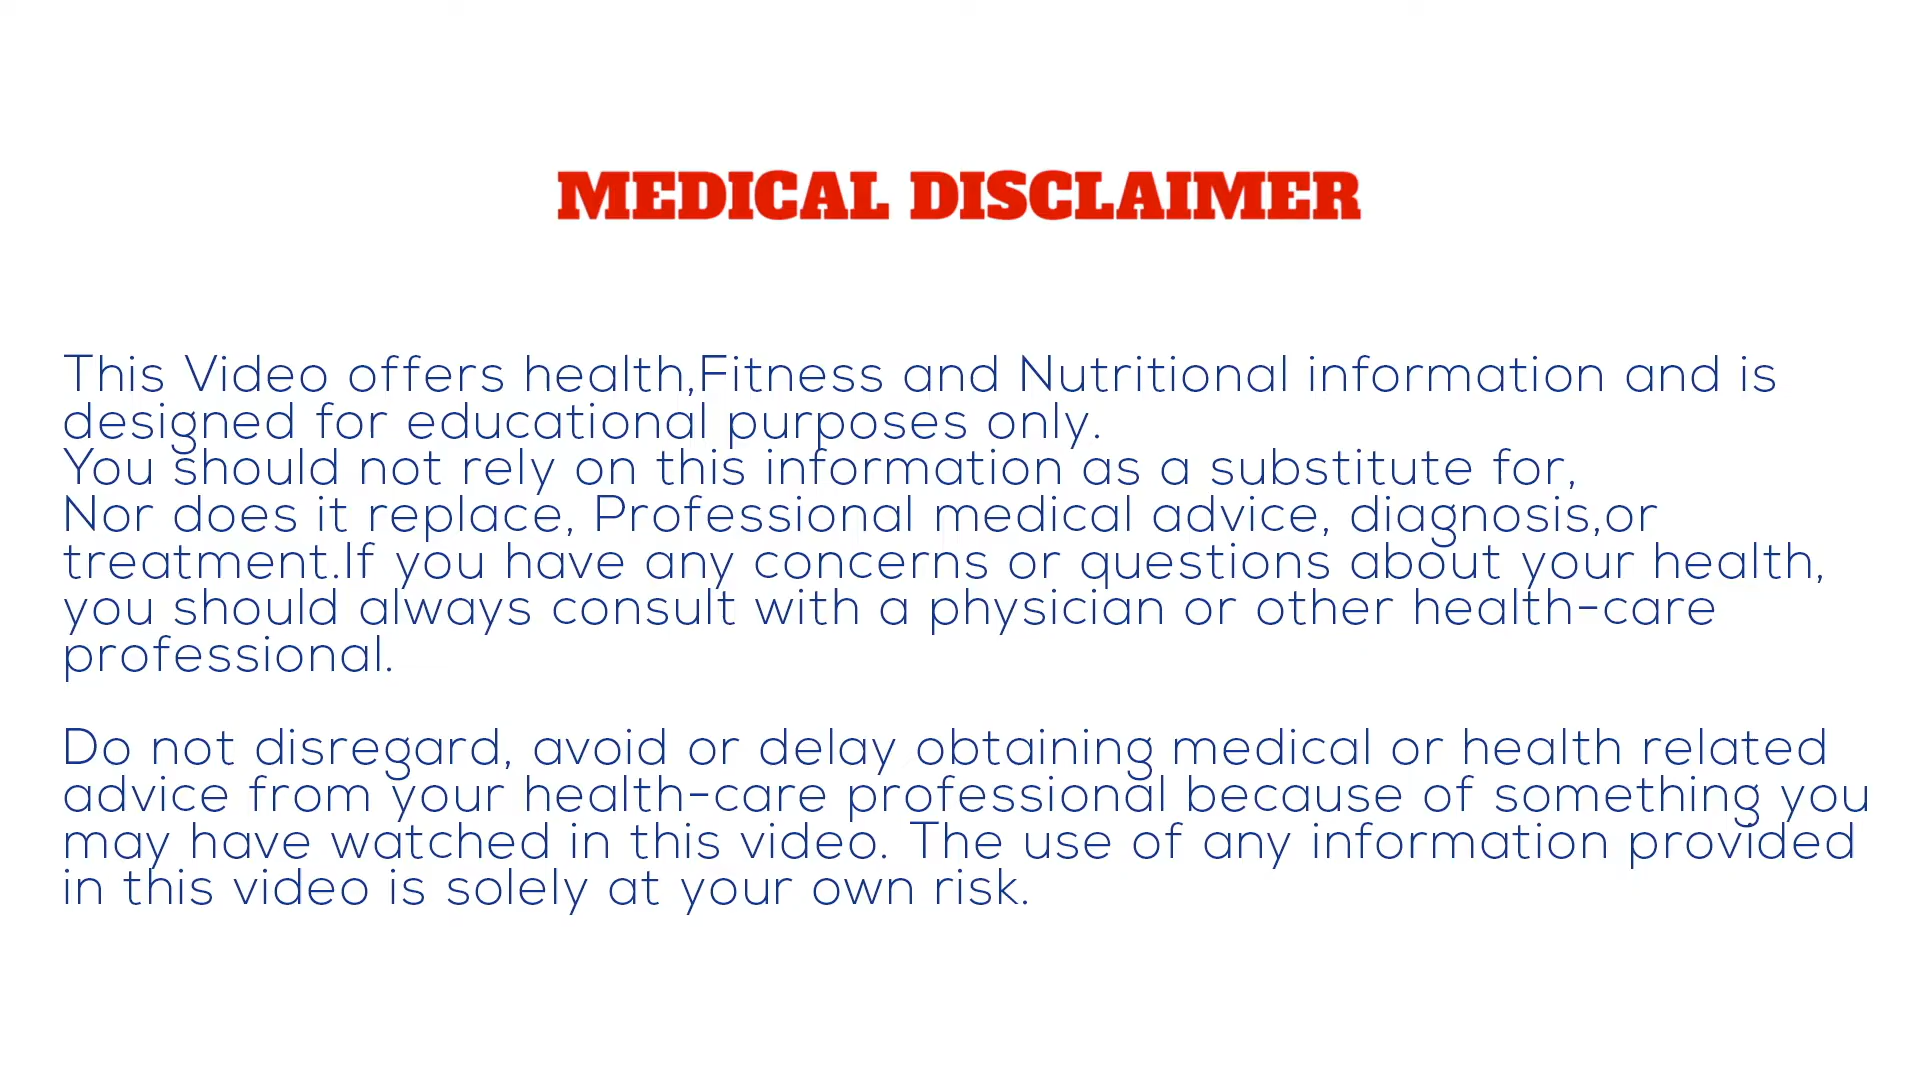 MEDICAL DISCLAIMER
This Video offers health,Fitness and Nutritional information and is
designed for educational purposes only.
You should not rely on this information as a substitute for,
Nor does it replace, Professional medical advice, diagnosis,or
treatment.If you have any concerns or questions about your health,
you should always consult with a physician or other health-care
professional.
Do not disregard, avoid or delay obtaining medical or health related
advice from your health-care professional because of something you
may have watched in this video. The use of any information provided
in this video is solely at your own risk.